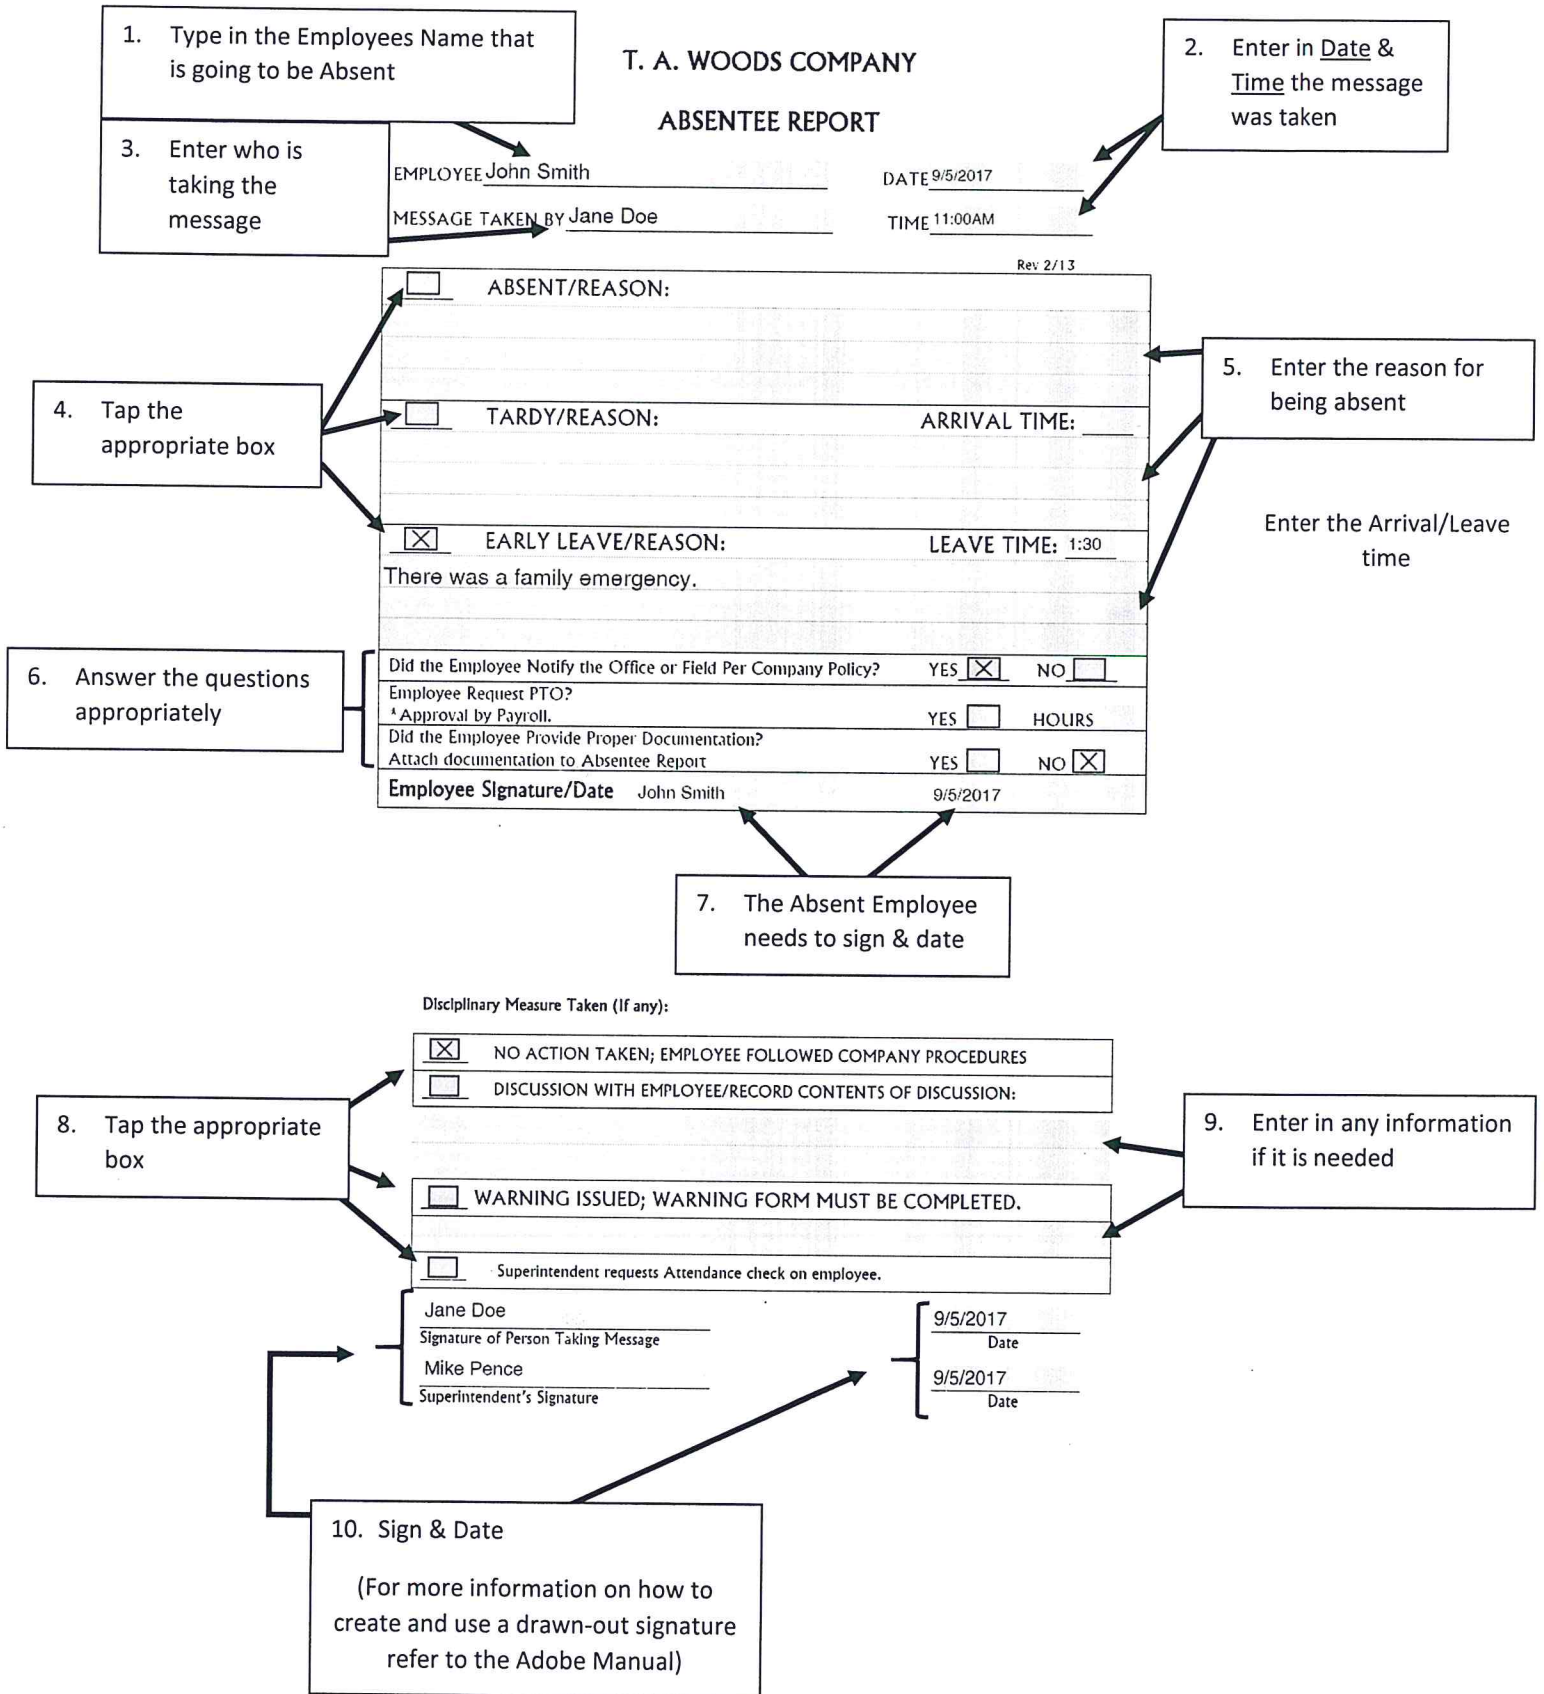 1. Type in the Employees Name that
is going to be Absent
T. A. WOODS COMPANY
ABSENTEE REPORT
2. Enter in Date &
Time the message
was taken
3. Enter who is
taking the
message
EMPLOYEE John Smith
DATE 9/5/2017
MESSAGE TAKEN BY Jane Doe
TIME 11:00AM
Rev 2/13
ABSENT/REASON:
4. Tap the
appropriate box
5. Enter the reason for
being absent
TARDY/REASON: ARRIVAL TIME:
Enter the Arrival/Leave
time
EARLY LEAVE/REASON: LEAVE TIME: 1:30
There was a family emergency.
6. Answer the questions
appropriately
Did the Employee Notify the Office or Field Per Company Policy? YES NO
Employee Request PTO?
*Approval by Payroll. YES HOURS
Did the Employee Provide Proper Documentation?
Attach documentation to Absentee Report YES NO
Employee Signature/Date John Smith 9/5/2017
7. The Absent Employee
needs to sign & date
Disciplinary Measure Taken (If any):
NO ACTION TAKEN; EMPLOYEE FOLLOWED COMPANY PROCEDURES
DISCUSSION WITH EMPLOYEE/RECORD CONTENTS OF DISCUSSION:
8. Tap the appropriate
box
9. Enter in any information
if it is needed
WARNING ISSUED; WARNING FORM MUST BE COMPLETED.
Superintendent requests Attendance check on employee.
Jane Doe 9/5/2017
Signature of Person Taking Message Date
Mike Pence 9/5/2017
Superintendent's Signature Date
10. Sign & Date
(For more information on how to
create and use a drawn-out signature
refer to the Adobe Manual)